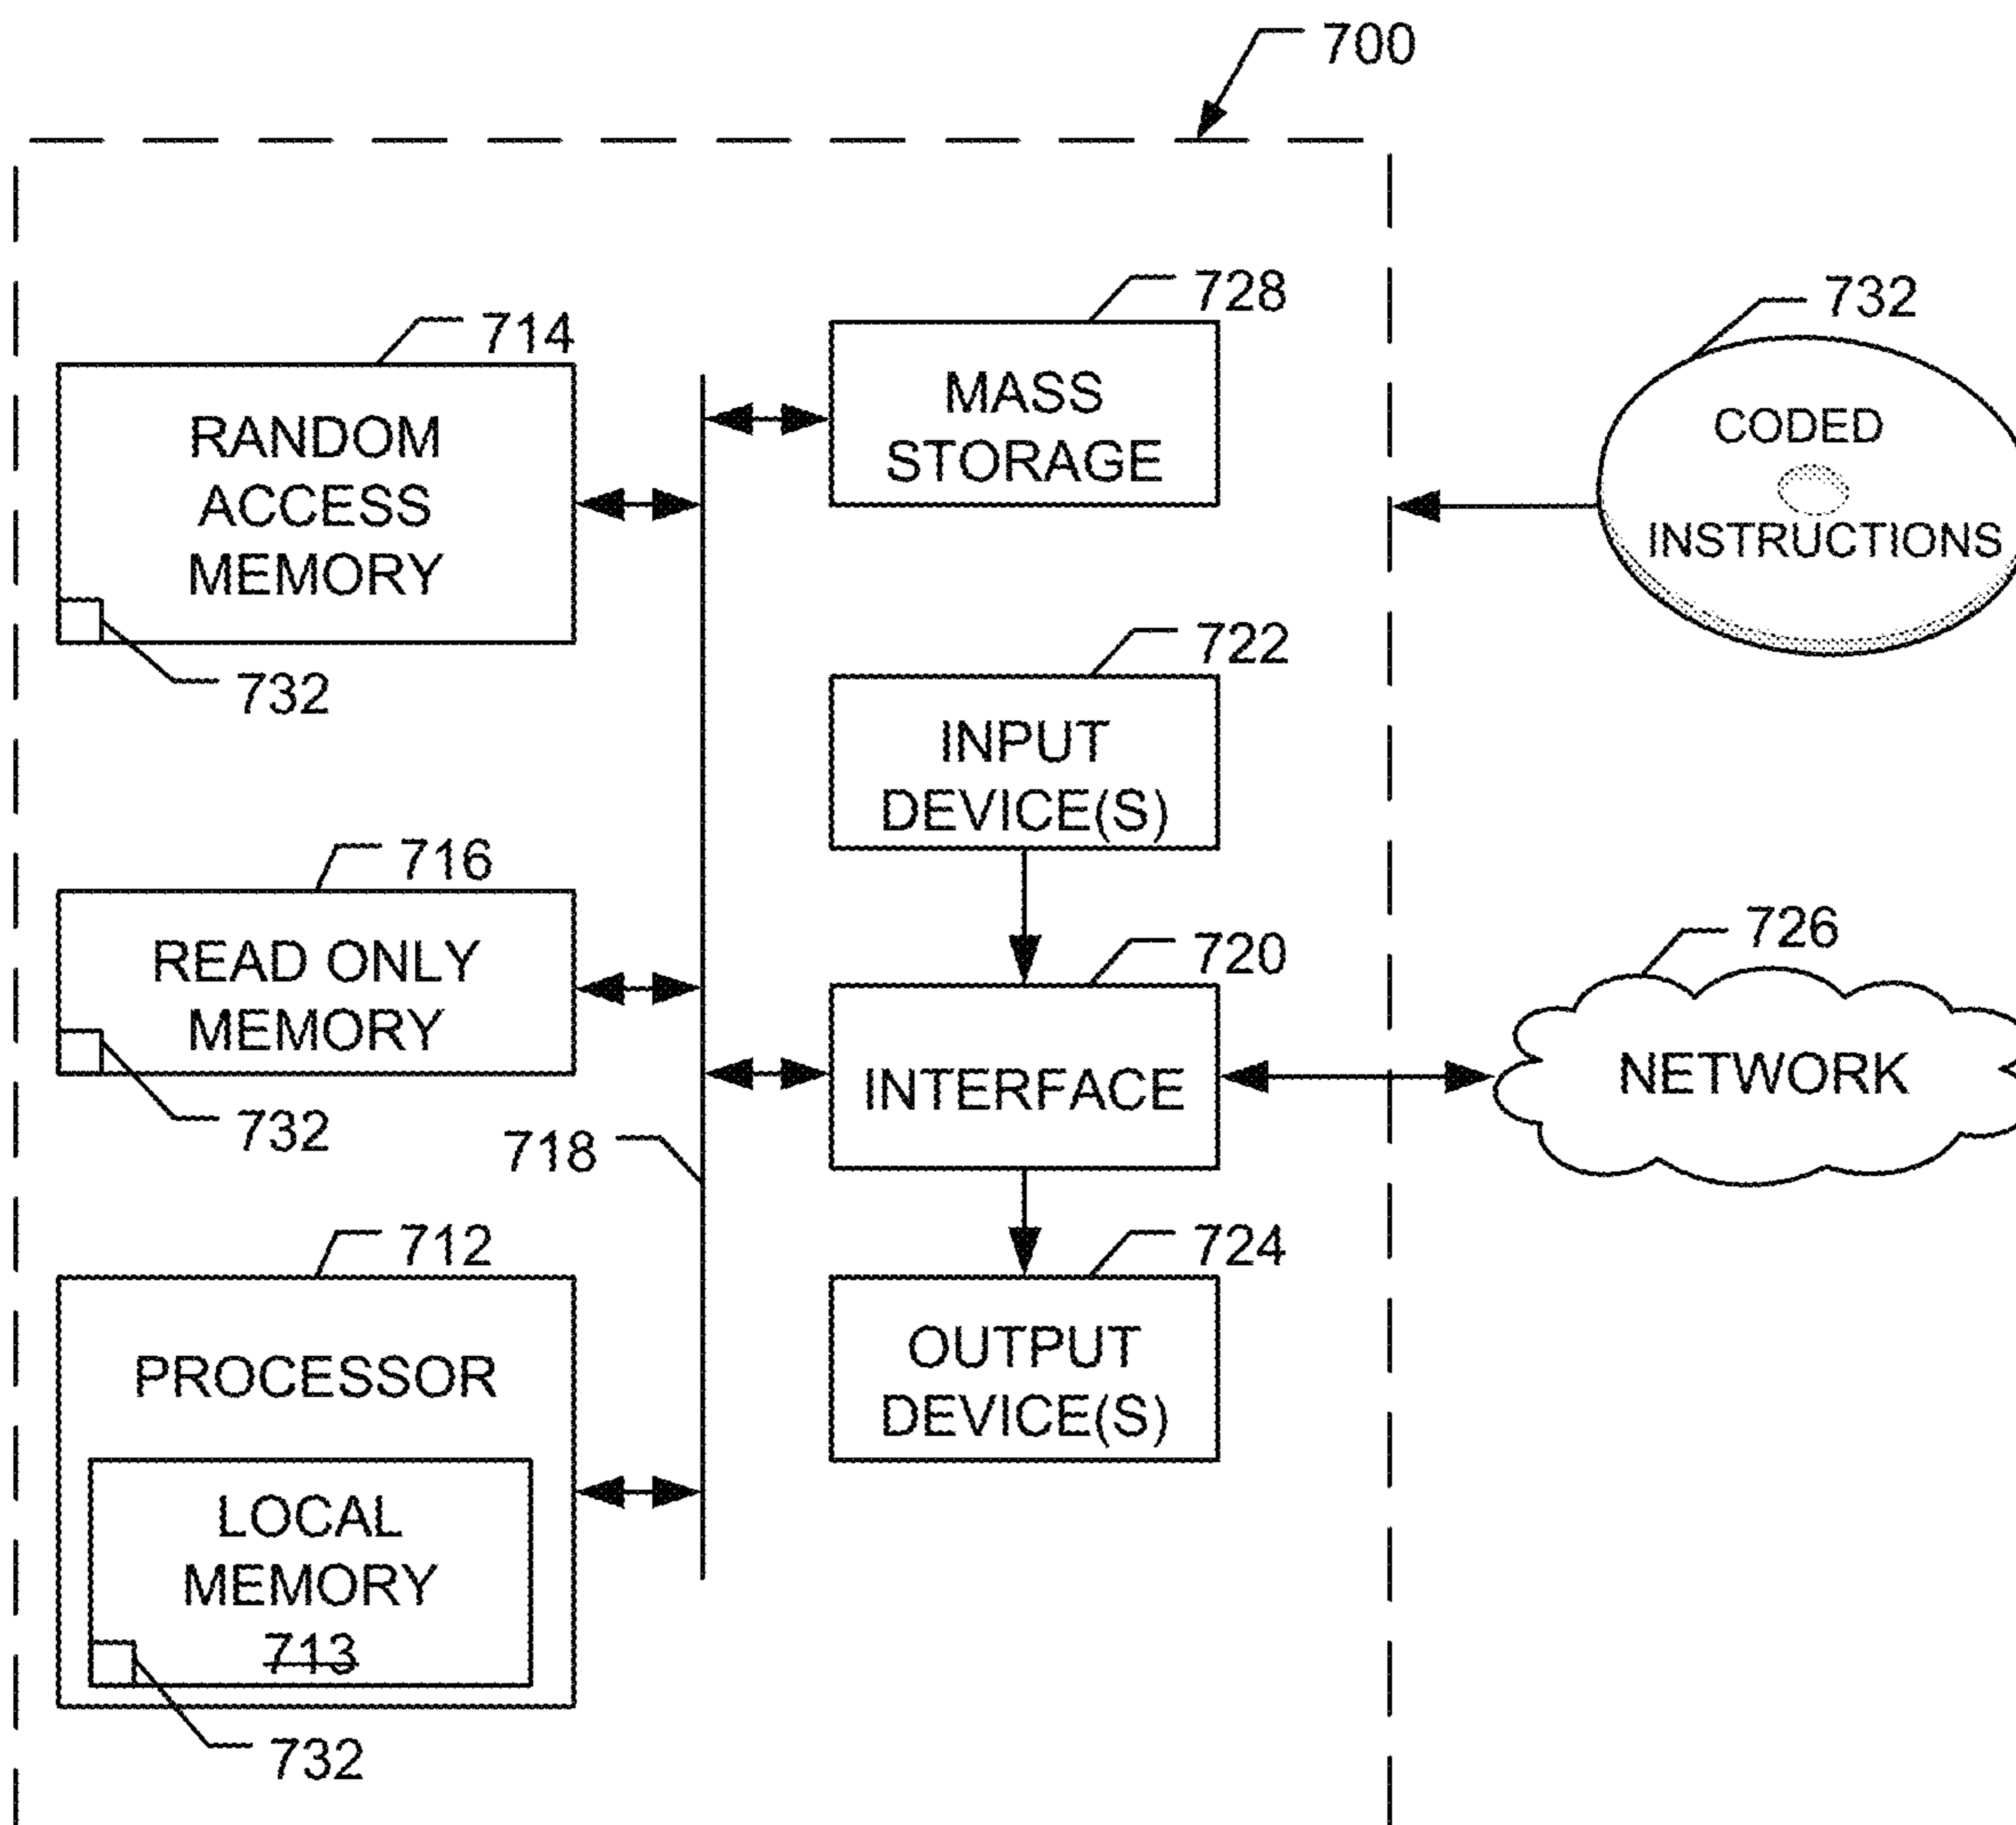 700
728
732
714
MASS
STORAGE
RANDOM
ACCESS
MEMORY
CODED
INSTRUCTIONS
732
722
INPUT
DEVICE(S)
716
READ ONLY
MEMORY
720
726
INTERFACE
NETWORK
732
718
712
724
PROCESSOR
OUTPUT
DEVICE(S)
LOCAL
MEMORY
713
732